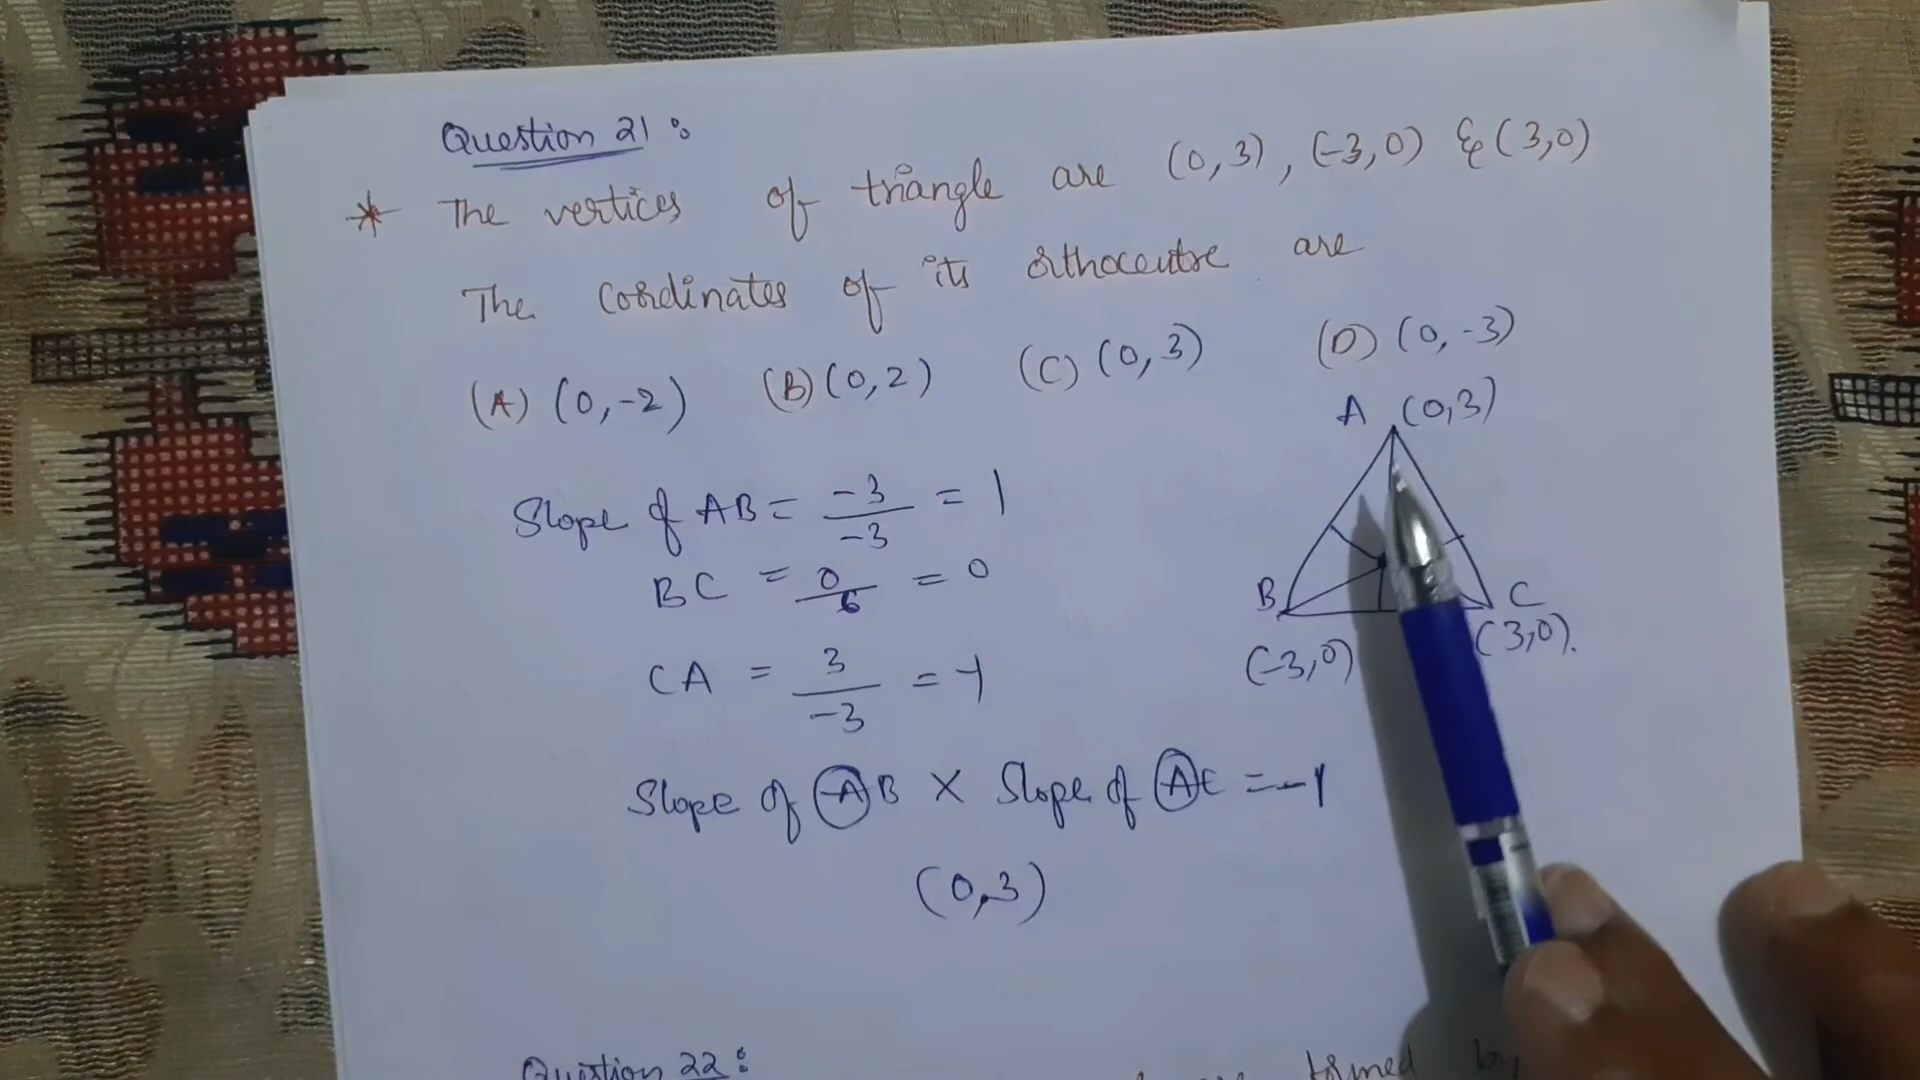 Question 21 :
* The vertices of triangle are (0,3), (-3,0) & (3,0)
The coordinates of its orthocentre are
(A) (0,-2) (B) (0,2) (C) (0,3) (D) (0,-3)
A (0,3)
Slope of AB = -3/-3 = 1
BC = 0/6 = 0
B C
(-3,0) (3,0).
CA = 3/-3 = -1
Slope of AB × Slope of AC = -1
(0,3)
Question 22 :
formed by